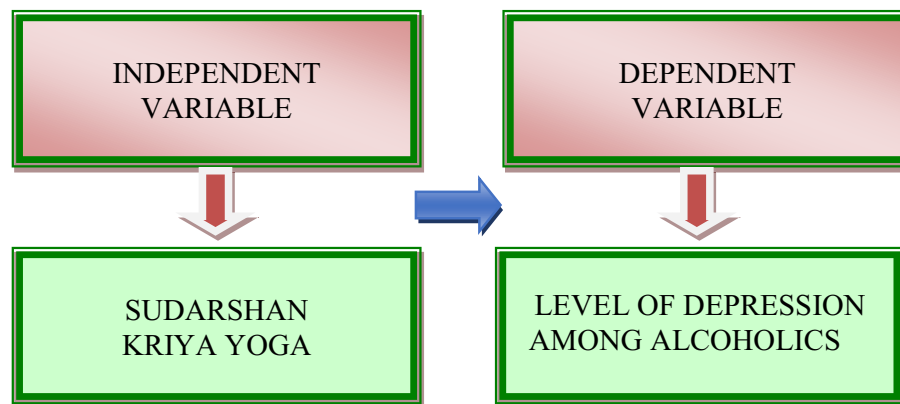 INDEPENDENT
VARIABLE
DEPENDENT
VARIABLE
SUDARSHAN
KRIYA YOGA
LEVEL OF DEPRESSION
AMONG ALCOHOLICS